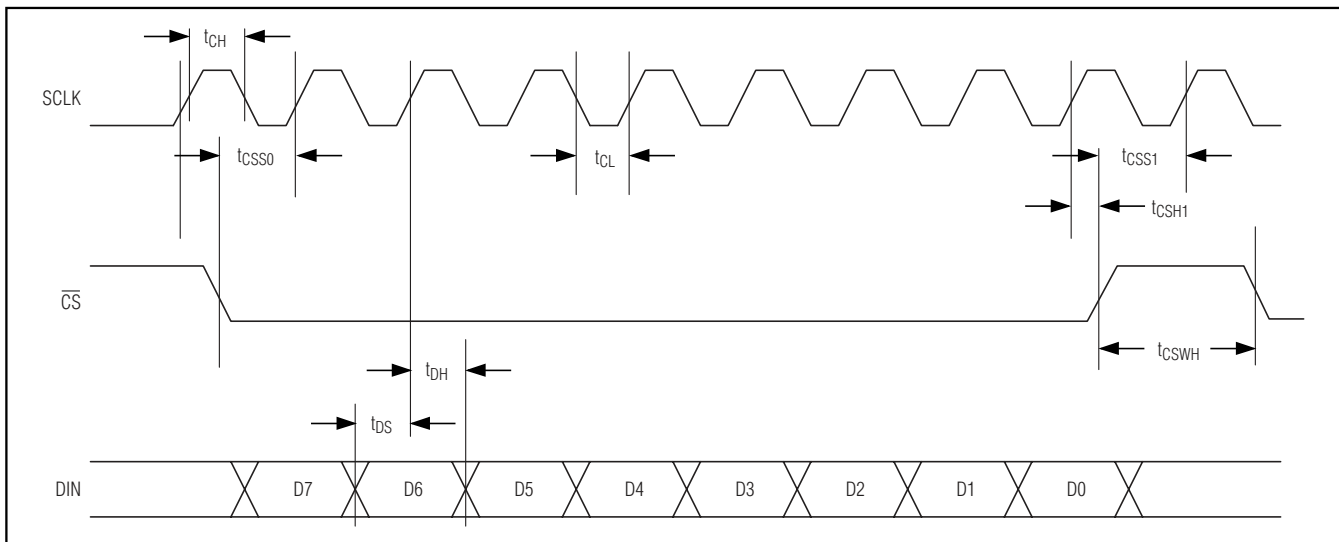 tCH
SCLK
tCSS0
tCL
tCSS1
tCSH1
CS
tCSWH
tDH
tDS
DIN D7 D6 D5 D4 D3 D2 D1 D0